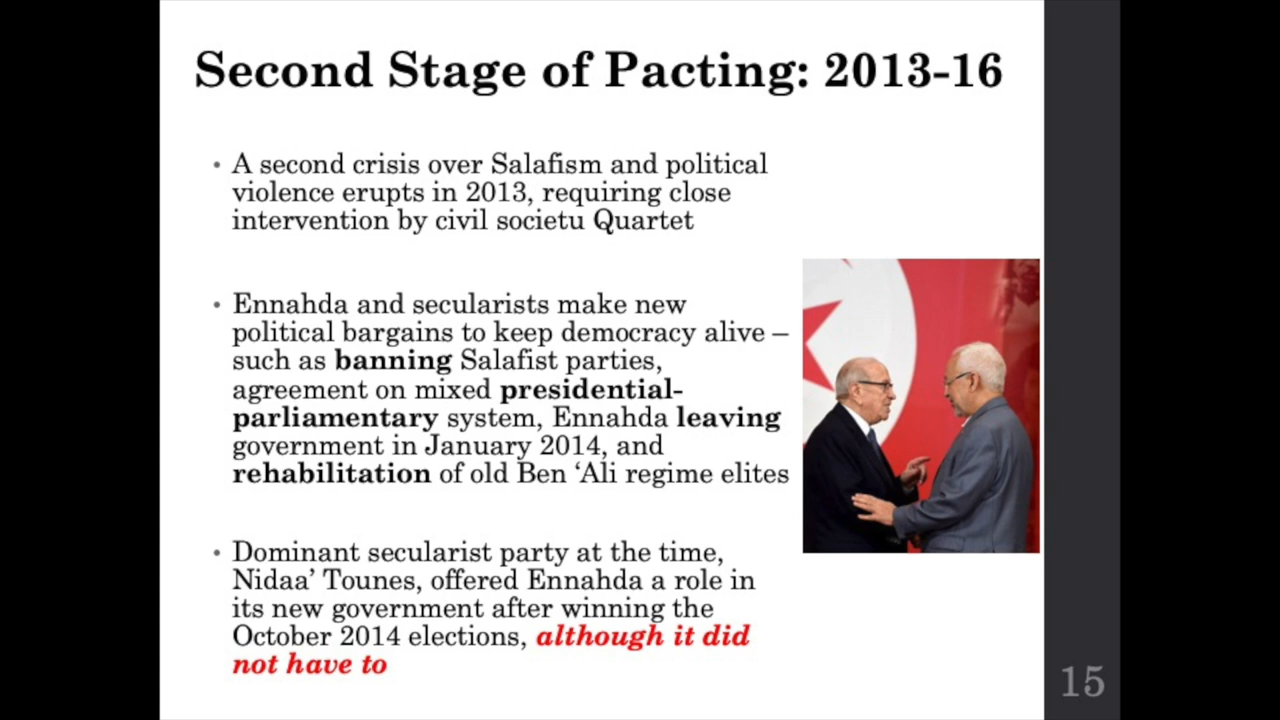 Second Stage of Pacting: 2013-16
• A second crisis over Salafism and political
violence erupts in 2013, requiring close
intervention by civil societu Quartet
• Ennahda and secularists make new
political bargains to keep democracy alive –
such as banning Salafist parties,
agreement on mixed presidential-
parliamentary system, Ennahda leaving
government in January 2014, and
rehabilitation of old Ben ‘Ali regime elites
• Dominant secularist party at the time,
Nidaa’ Tounes, offered Ennahda a role in
its new government after winning the
October 2014 elections, although it did
not have to
15